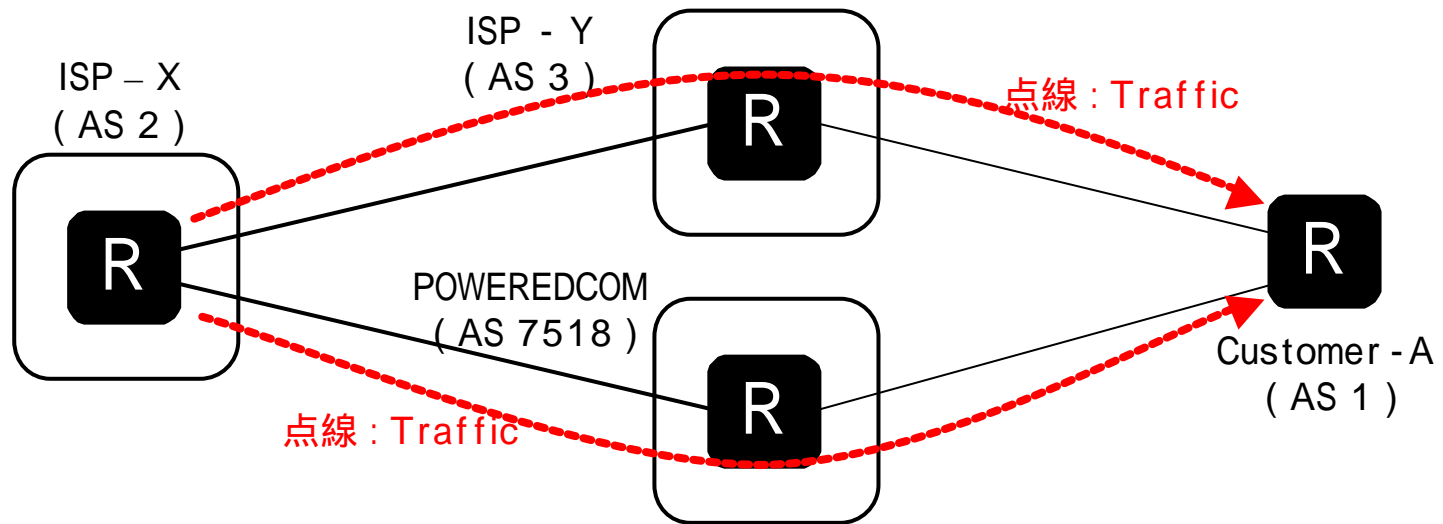 ISP - Y
( AS 3 )
ISP – X
( AS 2 )
点線 : Traffic
R
R
R
POWEREDCOM
( AS 7518 )
R
Customer - A
( AS 1 )
点線 : Traffic